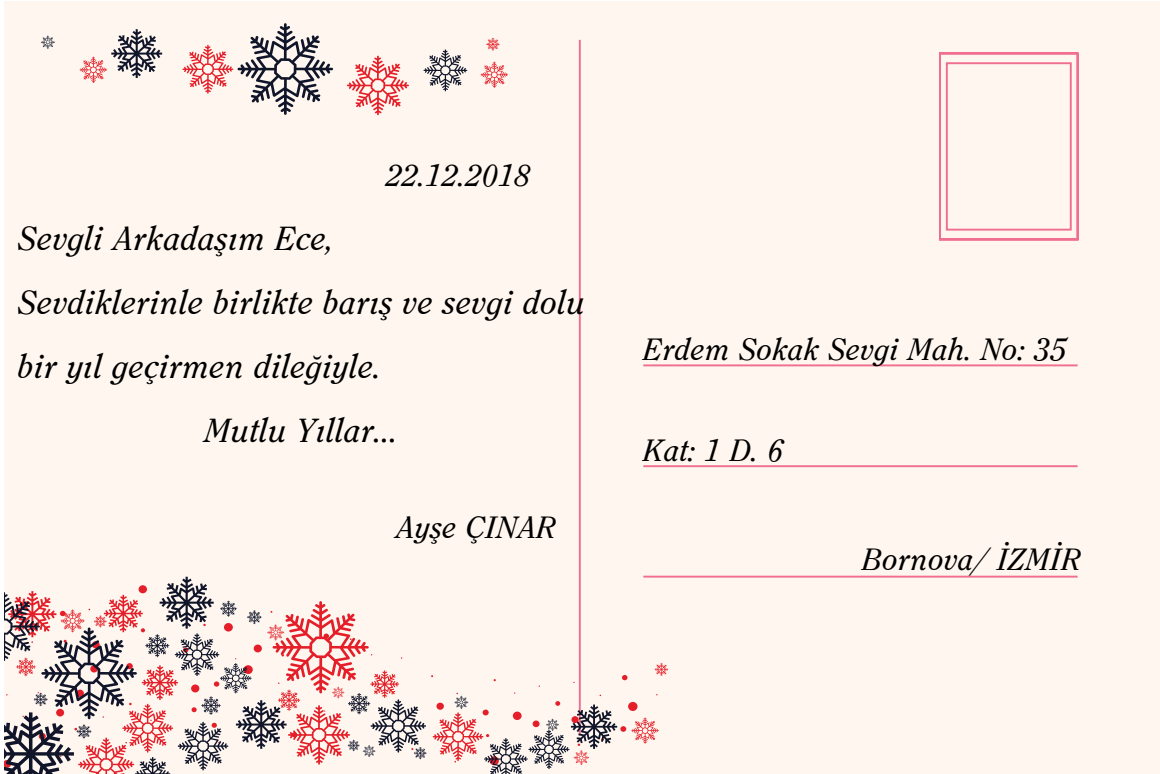 22.12.2018
Sevgli Arkadaşım Ece,
Sevdiklerinle birlikte barış ve sevgi dolu
bir yıl geçirmen dileğiyle.
Mutlu Yıllar...
Ayşe ÇINAR
Erdem Sokak Sevgi Mah. No: 35
Kat: 1 D. 6
Bornova/ İZMİR